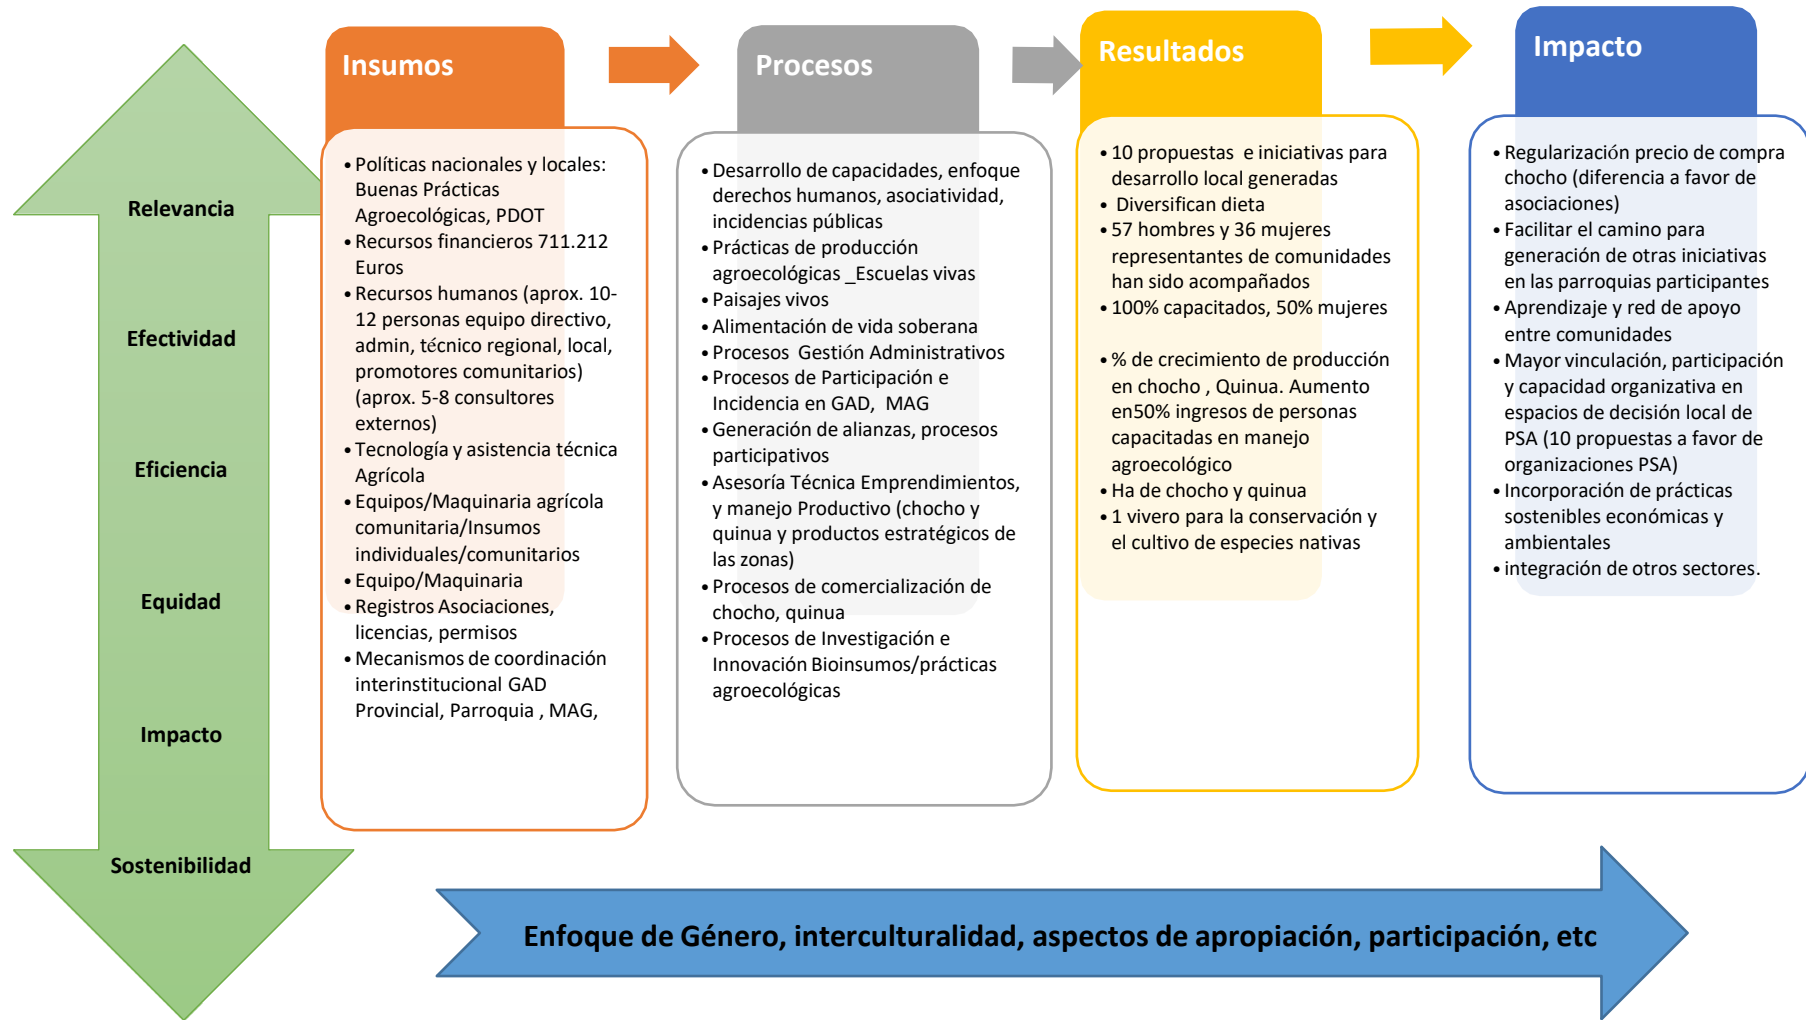 Relevancia
Efectividad
Eficiencia
Equidad
Impacto
Sostenibilidad
Insumos
• Políticas nacionales y locales:
Buenas Prácticas
Agroecológicas, PDOT
• Recursos financieros 711.212
Euros
• Recursos humanos (aprox. 10-
12 personas equipo directivo,
admin, técnico regional, local,
promotores comunitarios)
(aprox. 5-8 consultores
externos)
• Tecnología y asistencia técnica
Agrícola
• Equipos/Maquinaria agrícola
comunitaria/Insumos
individuales/comunitarios
• Equipo/Maquinaria
• Registros Asociaciones,
licencias, permisos
• Mecanismos de coordinación
interinstitucional GAD
Provincial, Parroquia , MAG,
Procesos
• Desarrollo de capacidades, enfoque
derechos humanos, asociatividad,
incidencias públicas
• Prácticas de producción
agroecológicas _Escuelas vivas
• Paisajes vivos
• Alimentación de vida soberana
• Procesos Gestión Administrativos
• Procesos de Participación e
Incidencia en GAD, MAG
• Generación de alianzas, procesos
participativos
• Asesoría Técnica Emprendimientos,
y manejo Productivo (chocho y
quinua y productos estratégicos de
las zonas)
• Procesos de comercialización de
chocho, quinua
• Procesos de Investigación e
Innovación Bioinsumos/prácticas
agroecológicas
Resultados
• 10 propuestas e iniciativas para
desarrollo local generadas
• Diversifican dieta
• 57 hombres y 36 mujeres
representantes de comunidades
han sido acompañados
• 100% capacitados, 50% mujeres
• % de crecimiento de producción
en chocho , Quinua. Aumento
en50% ingresos de personas
capacitadas en manejo
agroecológico
• Ha de chocho y quinua
• 1 vivero para la conservación y
el cultivo de especies nativas
Impacto
• Regularización precio de compra
chocho (diferencia a favor de
asociaciones)
• Facilitar el camino para
generación de otras iniciativas
en las parroquias participantes
• Aprendizaje y red de apoyo
entre comunidades
• Mayor vinculación, participación
y capacidad organizativa en
espacios de decisión local de
PSA (10 propuestas a favor de
organizaciones PSA)
• Incorporación de prácticas
sostenibles económicas y
ambientales
• integración de otros sectores.
Enfoque de Género, interculturalidad, aspectos de apropiación, participación, etc